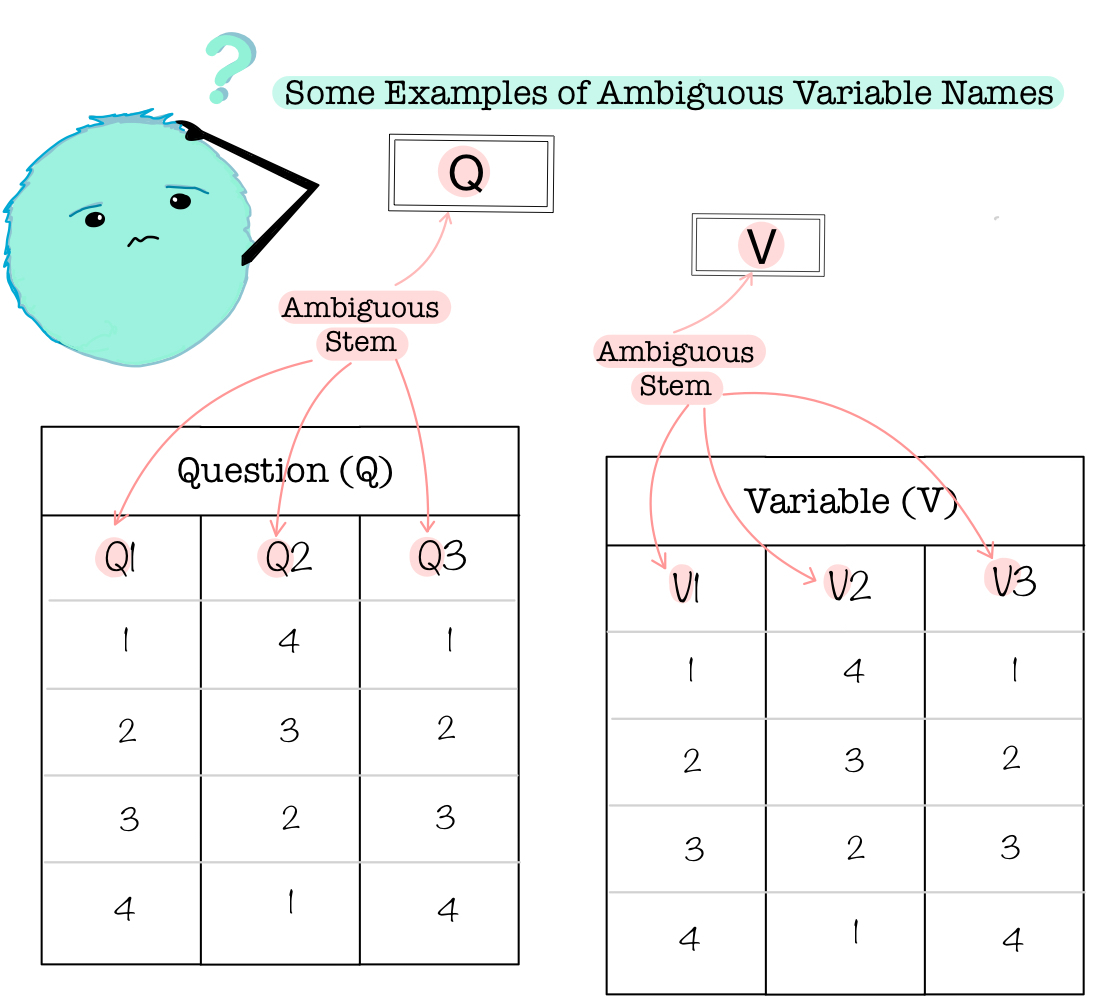 ?
Some Examples of Ambiguous Variable Names
Q
Ambiguous
Stem
Question (Q)
Q1 Q2 Q3
1 4 1
2 3 2
3 2 3
4 1 4
V
Ambiguous
Stem
Variable (V)
V1 V2 V3
1 4 1
2 3 2
3 2 3
4 1 4